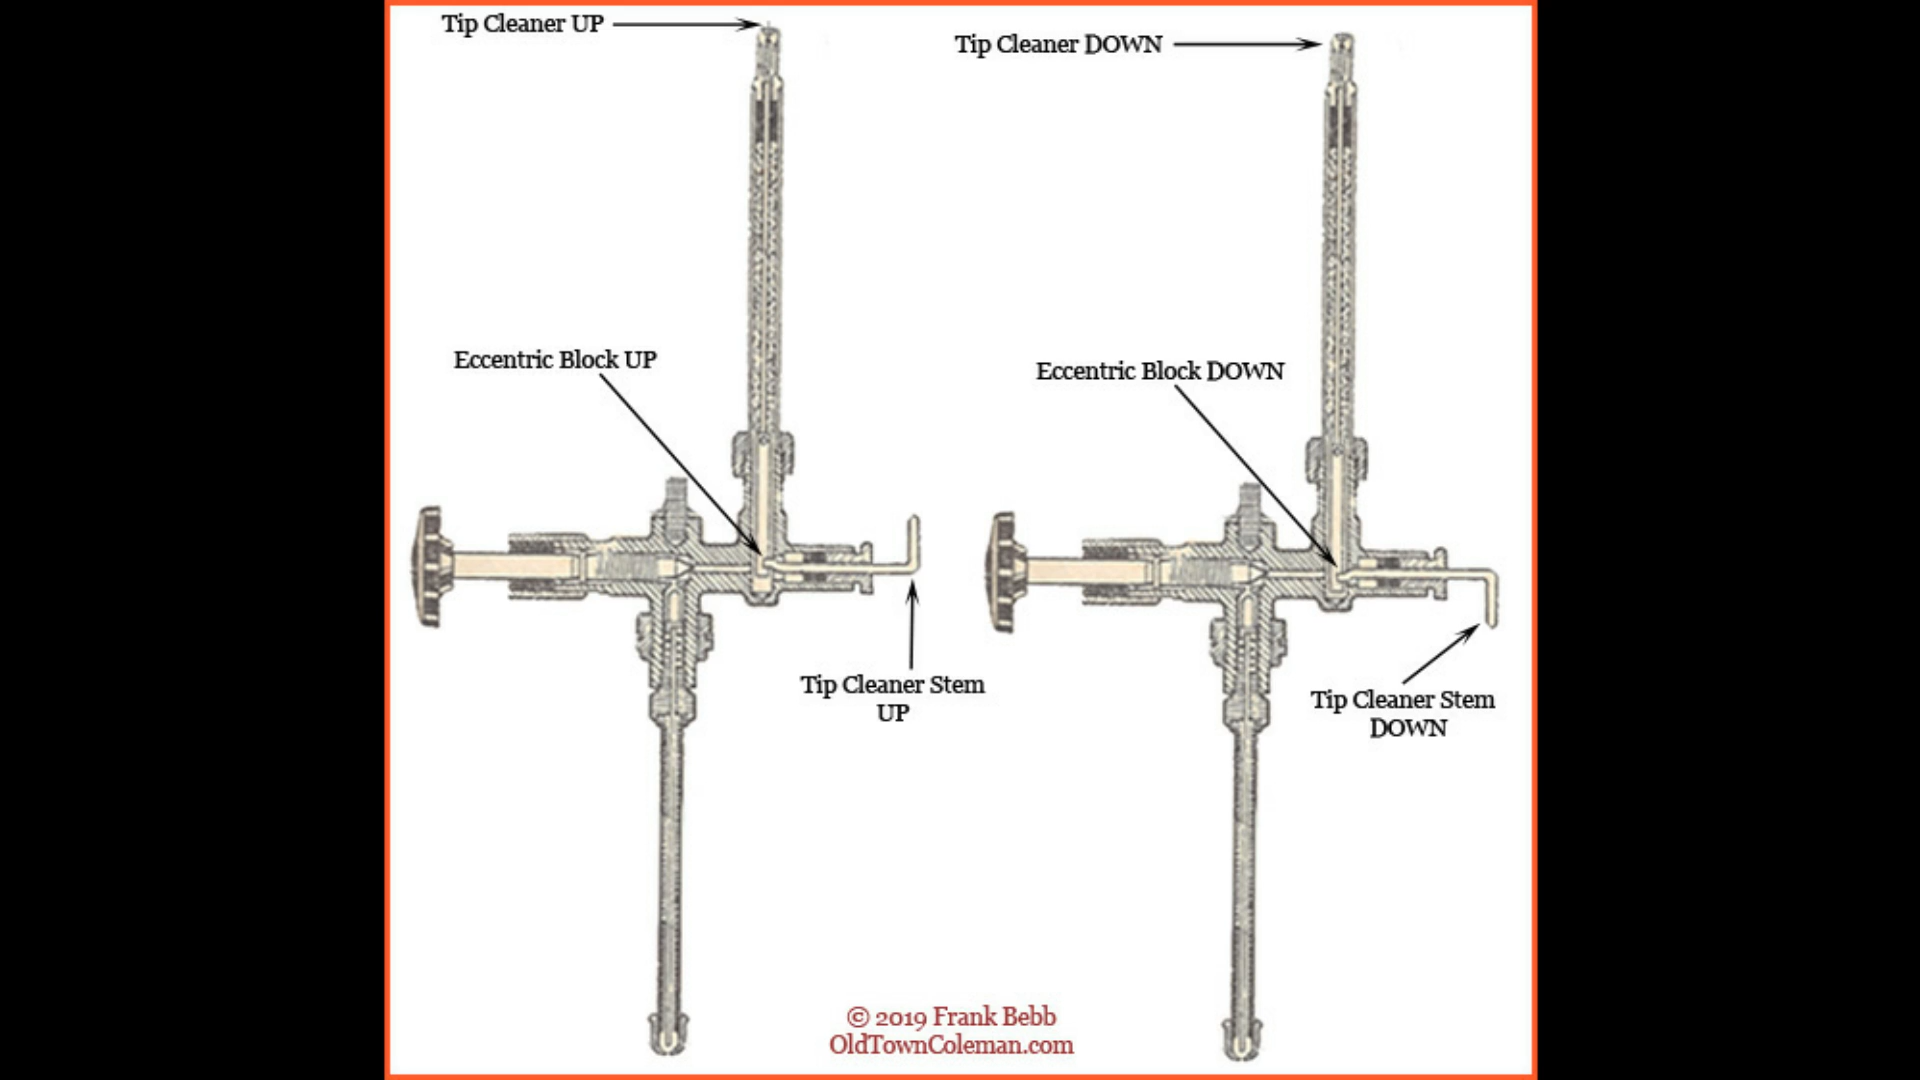 Tip Cleaner UP
Tip Cleaner DOWN
Eccentric Block UP
Eccentric Block DOWN
Tip Cleaner Stem
UP
Tip Cleaner Stem
DOWN
© 2019 Frank Bebb
OldTownColeman.com